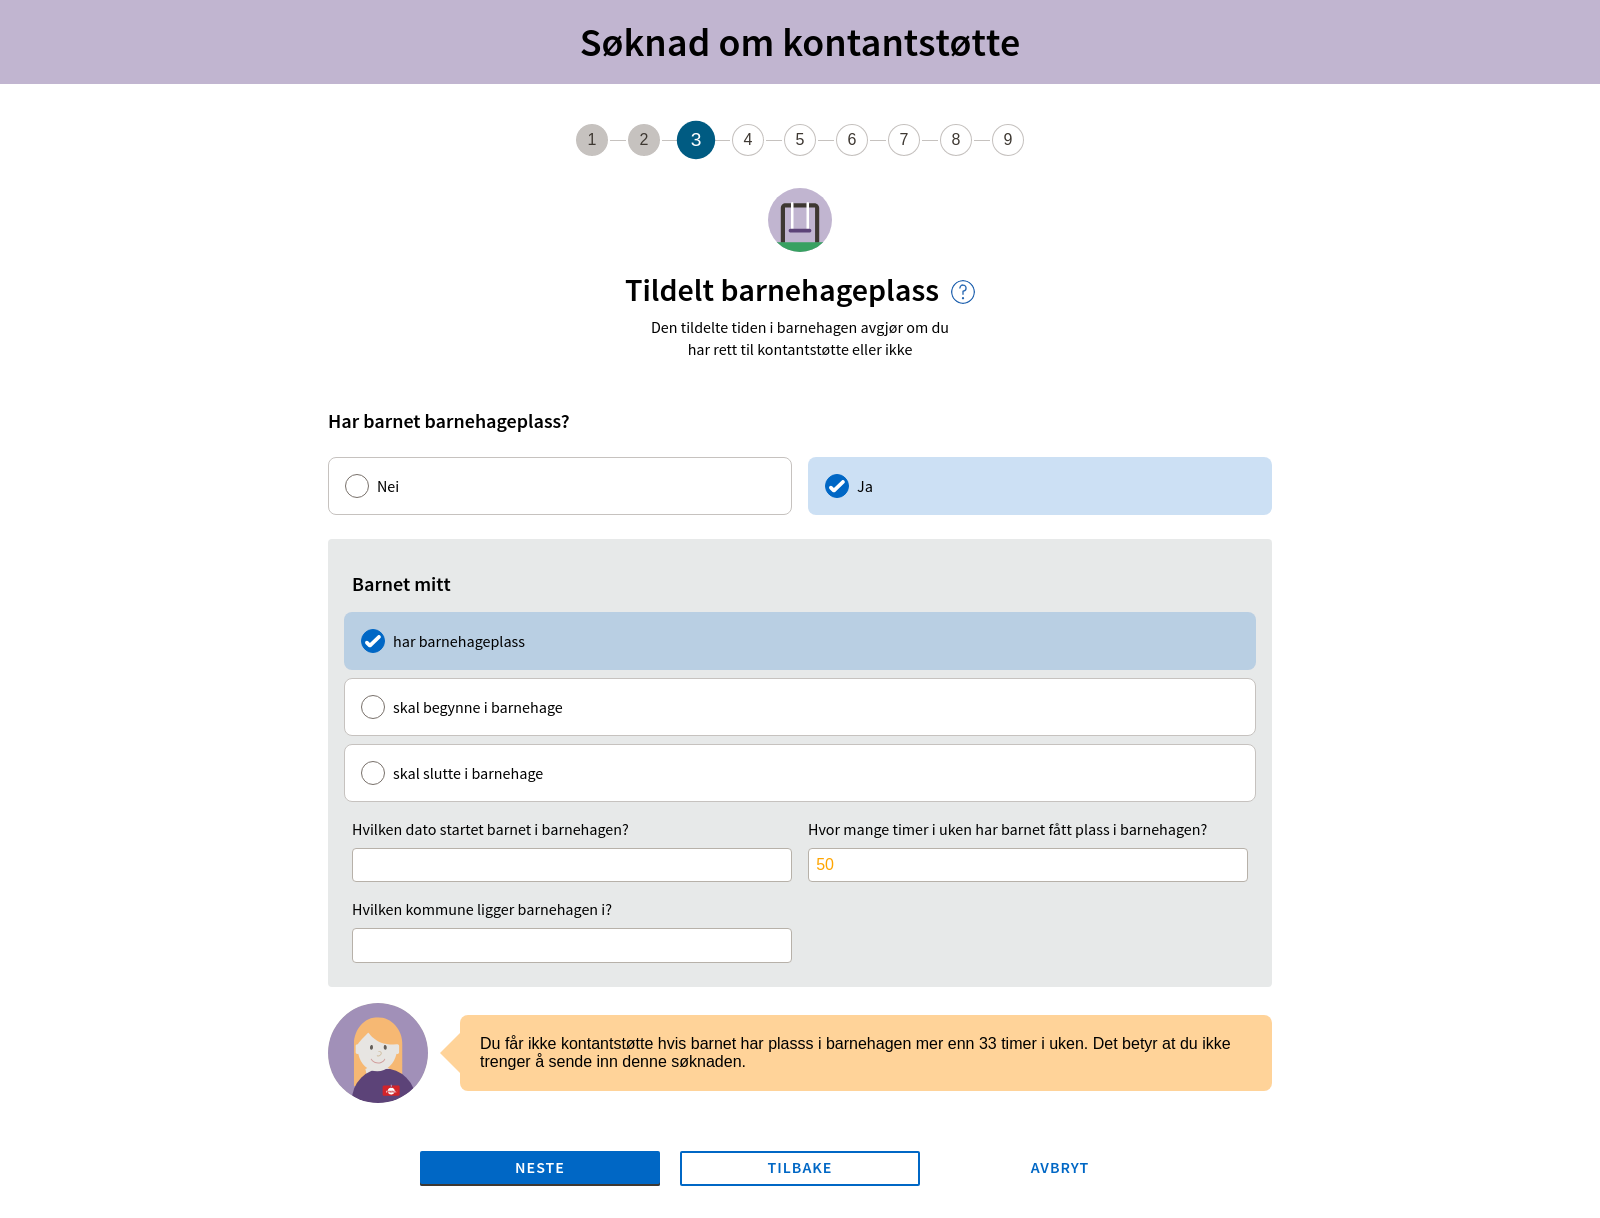 Søknad om kontantstøtte
1 2 3 4 5 6 7 8 9
Tildelt barnehageplass ?
Den tildelte tiden i barnehagen avgjør om du
har rett til kontantstøtte eller ikke
Har barnet barnehageplass?
Nei
Ja
Barnet mitt
har barnehageplass
skal begynne i barnehage
skal slutte i barnehage
Hvilken dato startet barnet i barnehagen?
Hvor mange timer i uken har barnet fått plass i barnehagen?
50
Hvilken kommune ligger barnehagen i?
Du får ikke kontantstøtte hvis barnet har plasss i barnehagen mer enn 33 timer i uken. Det betyr at du ikke
trenger å sende inn denne søknaden.
NESTE
TILBAKE
AVBRYT